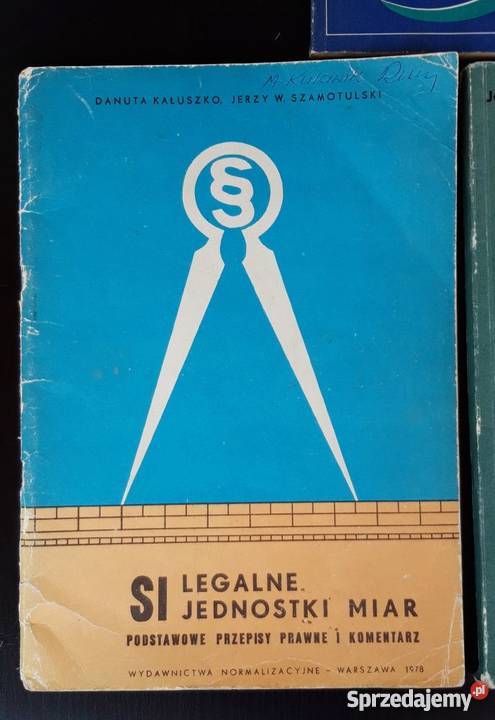 DANUTA KAŁUSZKO, JERZY W. SZAMOTULSKI
§
SI LEGALNE
JEDNOSTKI MIAR
PODSTAWOWE PRZEPISY PRAWNE I KOMENTARZ
WYDAWNICTWA NORMALIZACYJNE – WARSZAWA 1978
Sprzedajemy.pl